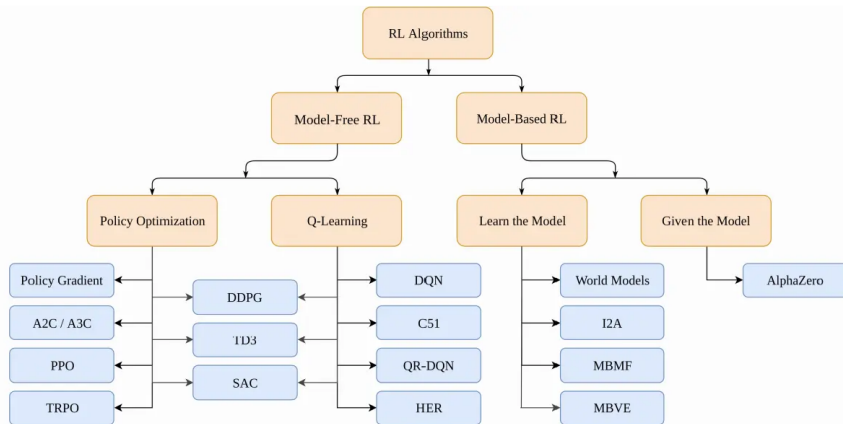 RL Algorithms
Model-Free RL
Model-Based RL
Policy Optimization
Q-Learning
Learn the Model
Given the Model
Policy Gradient
DDPG
DQN
World Models
AlphaZero
A2C / A3C
TD3
C51
I2A
PPO
SAC
QR-DQN
MBMF
TRPO
HER
MBVE